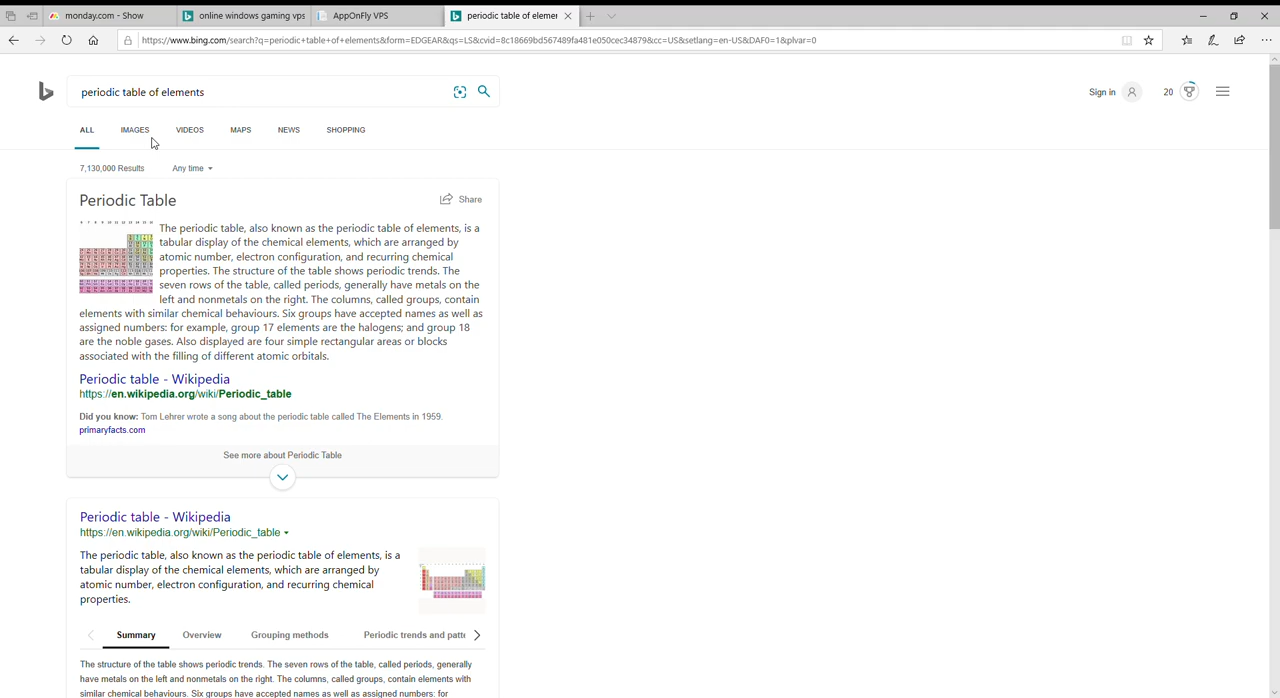 monday.com - Show
online windows gaming vps
AppOnFly VPS
periodic table of elemer
https://www.bing.com/search?q=periodic+table+of+elements&form=EDGEAR&qs=LS&cvid=8c18669bd567489fa481e050cec34879&cc=US&setlang=en-US&DAF0=1&plvar=0
periodic table of elements
Sign in
20
ALL IMAGES VIDEOS MAPS NEWS SHOPPING
7,130,000 Results Any time
Periodic Table
Share
The periodic table, also known as the periodic table of elements, is a
tabular display of the chemical elements, which are arranged by
atomic number, electron configuration, and recurring chemical
properties. The structure of the table shows periodic trends. The
seven rows of the table, called periods, generally have metals on the
left and nonmetals on the right. The columns, called groups, contain
elements with similar chemical behaviours. Six groups have accepted names as well as
assigned numbers: for example, group 17 elements are the halogens; and group 18
are the noble gases. Also displayed are four simple rectangular areas or blocks
associated with the filling of different atomic orbitals.
Periodic table - Wikipedia
https://en.wikipedia.org/wiki/Periodic_table
Did you know: Tom Lehrer wrote a song about the periodic table called The Elements in 1959.
primaryfacts.com
See more about Periodic Table
Periodic table - Wikipedia
https://en.wikipedia.org/wiki/Periodic_table
The periodic table, also known as the periodic table of elements, is a
tabular display of the chemical elements, which are arranged by
atomic number, electron configuration, and recurring chemical
properties.
Summary Overview Grouping methods Periodic trends and patte
The structure of the table shows periodic trends. The seven rows of the table, called periods, generally
have metals on the left and nonmetals on the right. The columns, called groups, contain elements with
similar chemical behaviours. Six groups have accepted names as well as assigned numbers: for